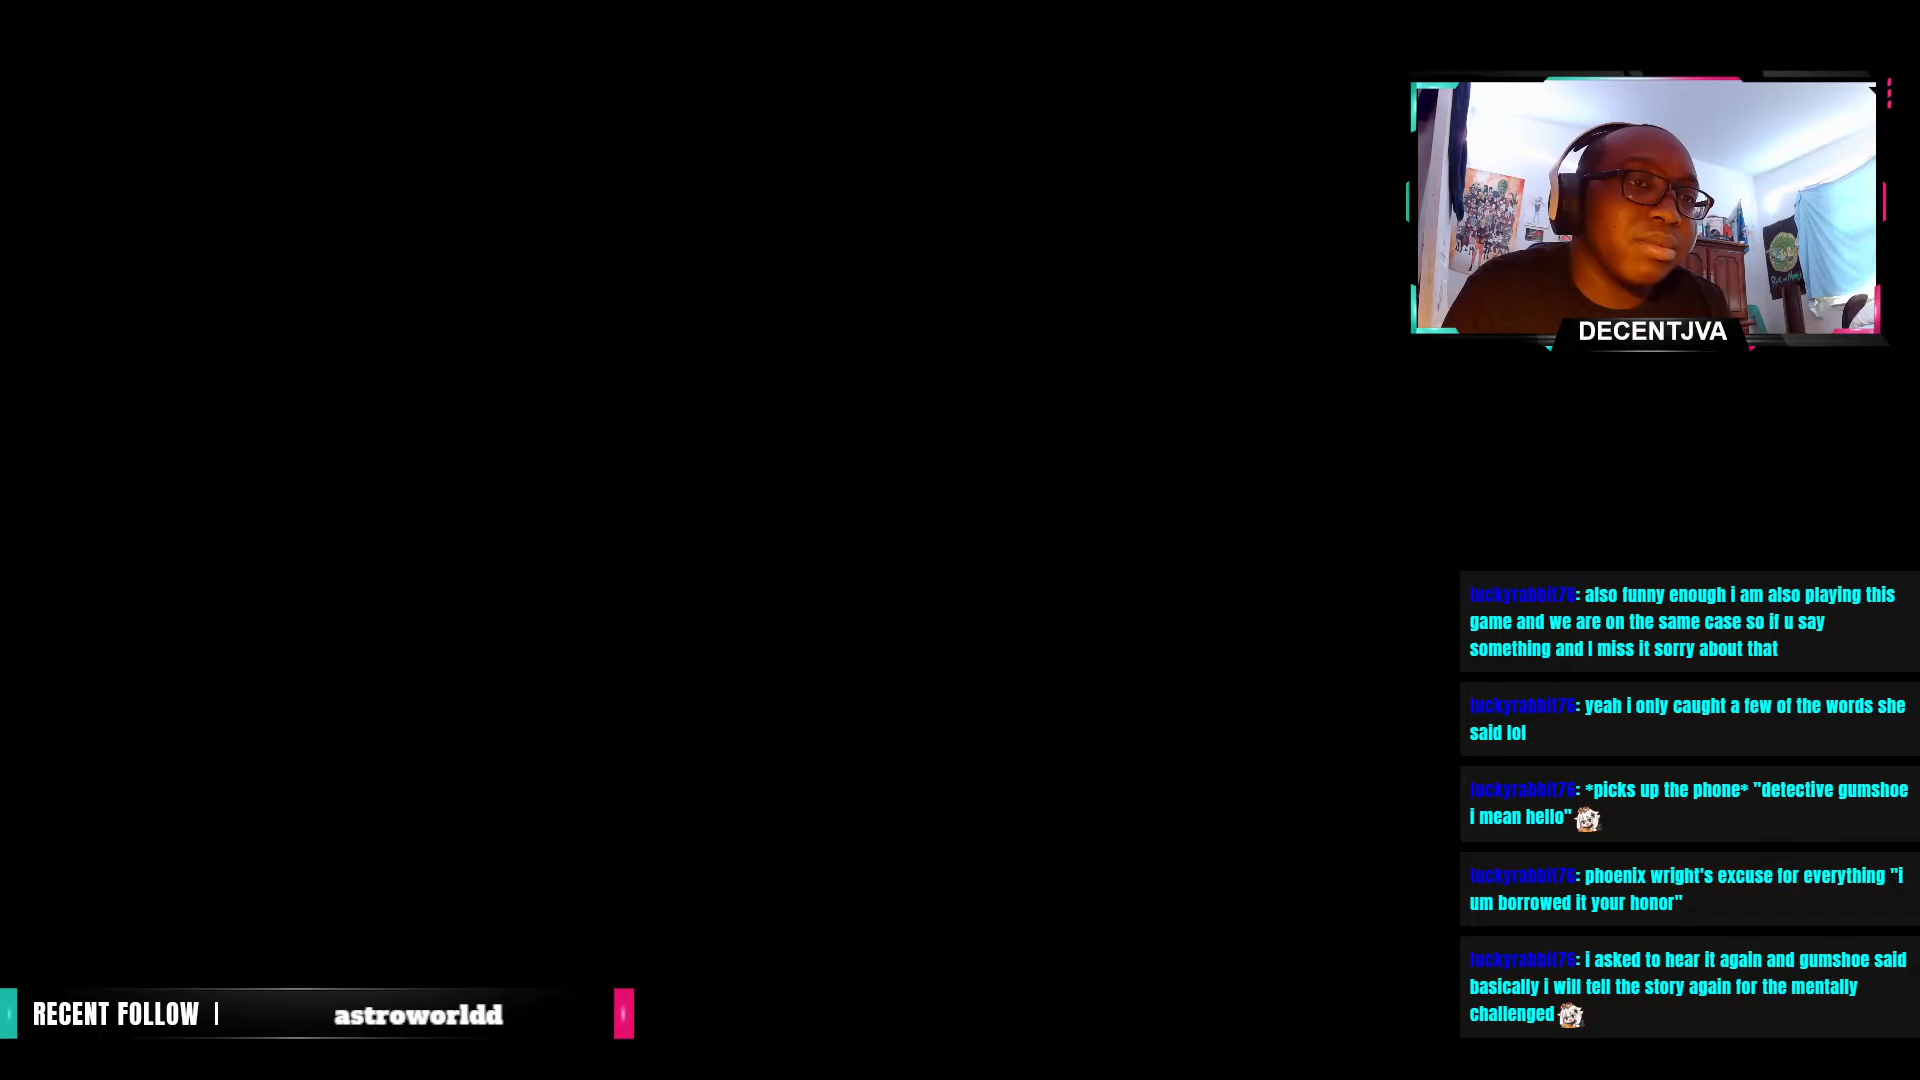 DECENTJVA
luckyrabbit76: also funny enough i am also playing this
game and we are on the same case so if u say
something and I miss it sorry about that
luckyrabbit76: yeah i only caught a few of the words she
said lol
luckyrabbit76: *picks up the phone* "detective gumshoe
i mean hello"
luckyrabbit76: phoenix wright's excuse for everything "i
um borrowed it your honor"
luckyrabbit76: i asked to hear it again and gumshoe said
basically i will tell the story again for the mentally
challenged
RECENT FOLLOW | astroworldd